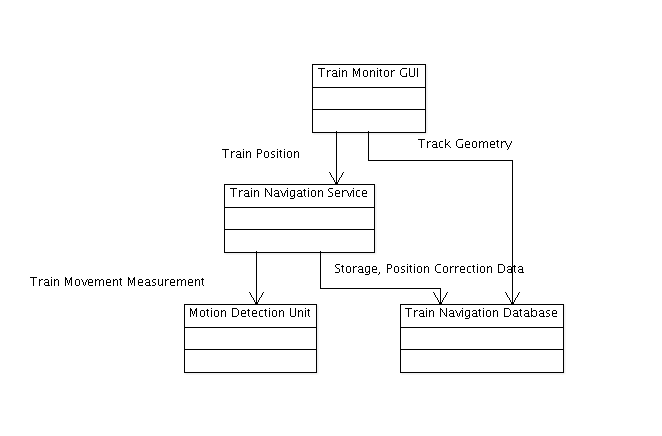 Train Monitor GUI
Track Geometry
Train Position
Train Navigation Service
Storage, Position Correction Data
Train Movement Measurement
Motion Detection Unit
Train Navigation Database